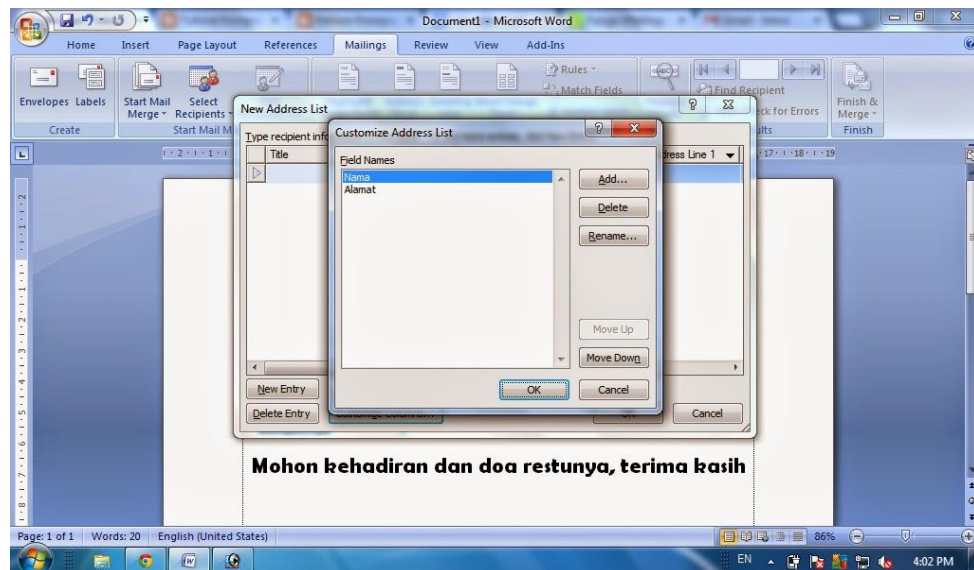 Document1 - Microsoft Word
Home Insert Page Layout References Mailings Review View Add-Ins
Envelopes Labels
Start Mail Merge
Select Recipients
Rules
Match Fields
Find Recipient
Check for Errors
Finish & Merge
Create
Start Mail M
Finish
New Address List
Type recipient info
Title
ress Line 1
Customize Address List
Field Names
Nama
Alamat
Add...
Delete
Rename...
Move Up
Move Down
OK Cancel
New Entry
Delete Entry
Cancel
Mohon kehadiran dan doa restunya, terima kasih
Page: 1 of 1 Words: 20 English (United States)
86%
EN
4:02 PM